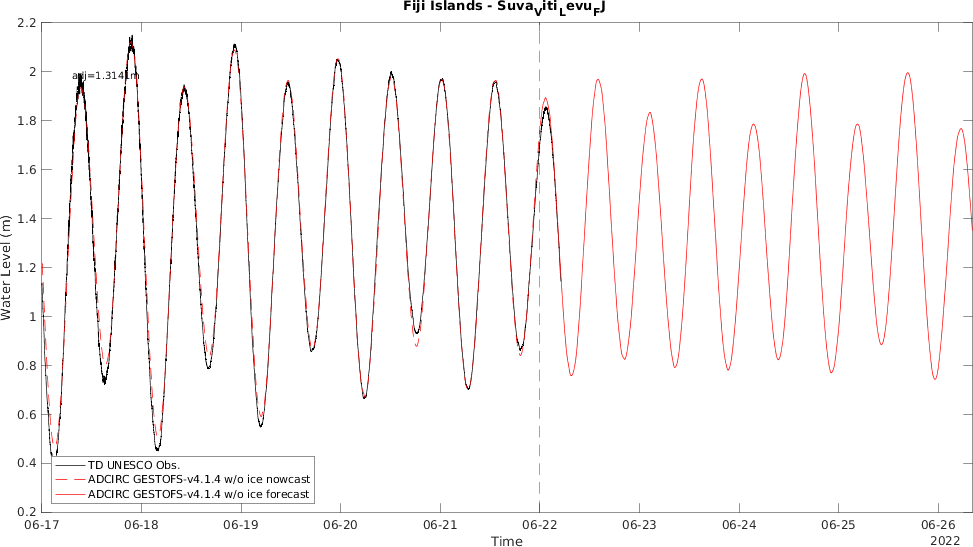 Fiji Islands - Suva_Viti_Levu_FJ
2.2
2
1.8
1.6
1.4
1.2
1
0.8
0.6
0.4
0.2
Water Level (m)
adj=1.3141m
TD UNESCO Obs.
ADCIRC GESTOFS-v4.1.4 w/o ice nowcast
ADCIRC GESTOFS-v4.1.4 w/o ice forecast
06-17 06-18 06-19 06-20 06-21 06-22 06-23 06-24 06-25 06-26
Time
2022